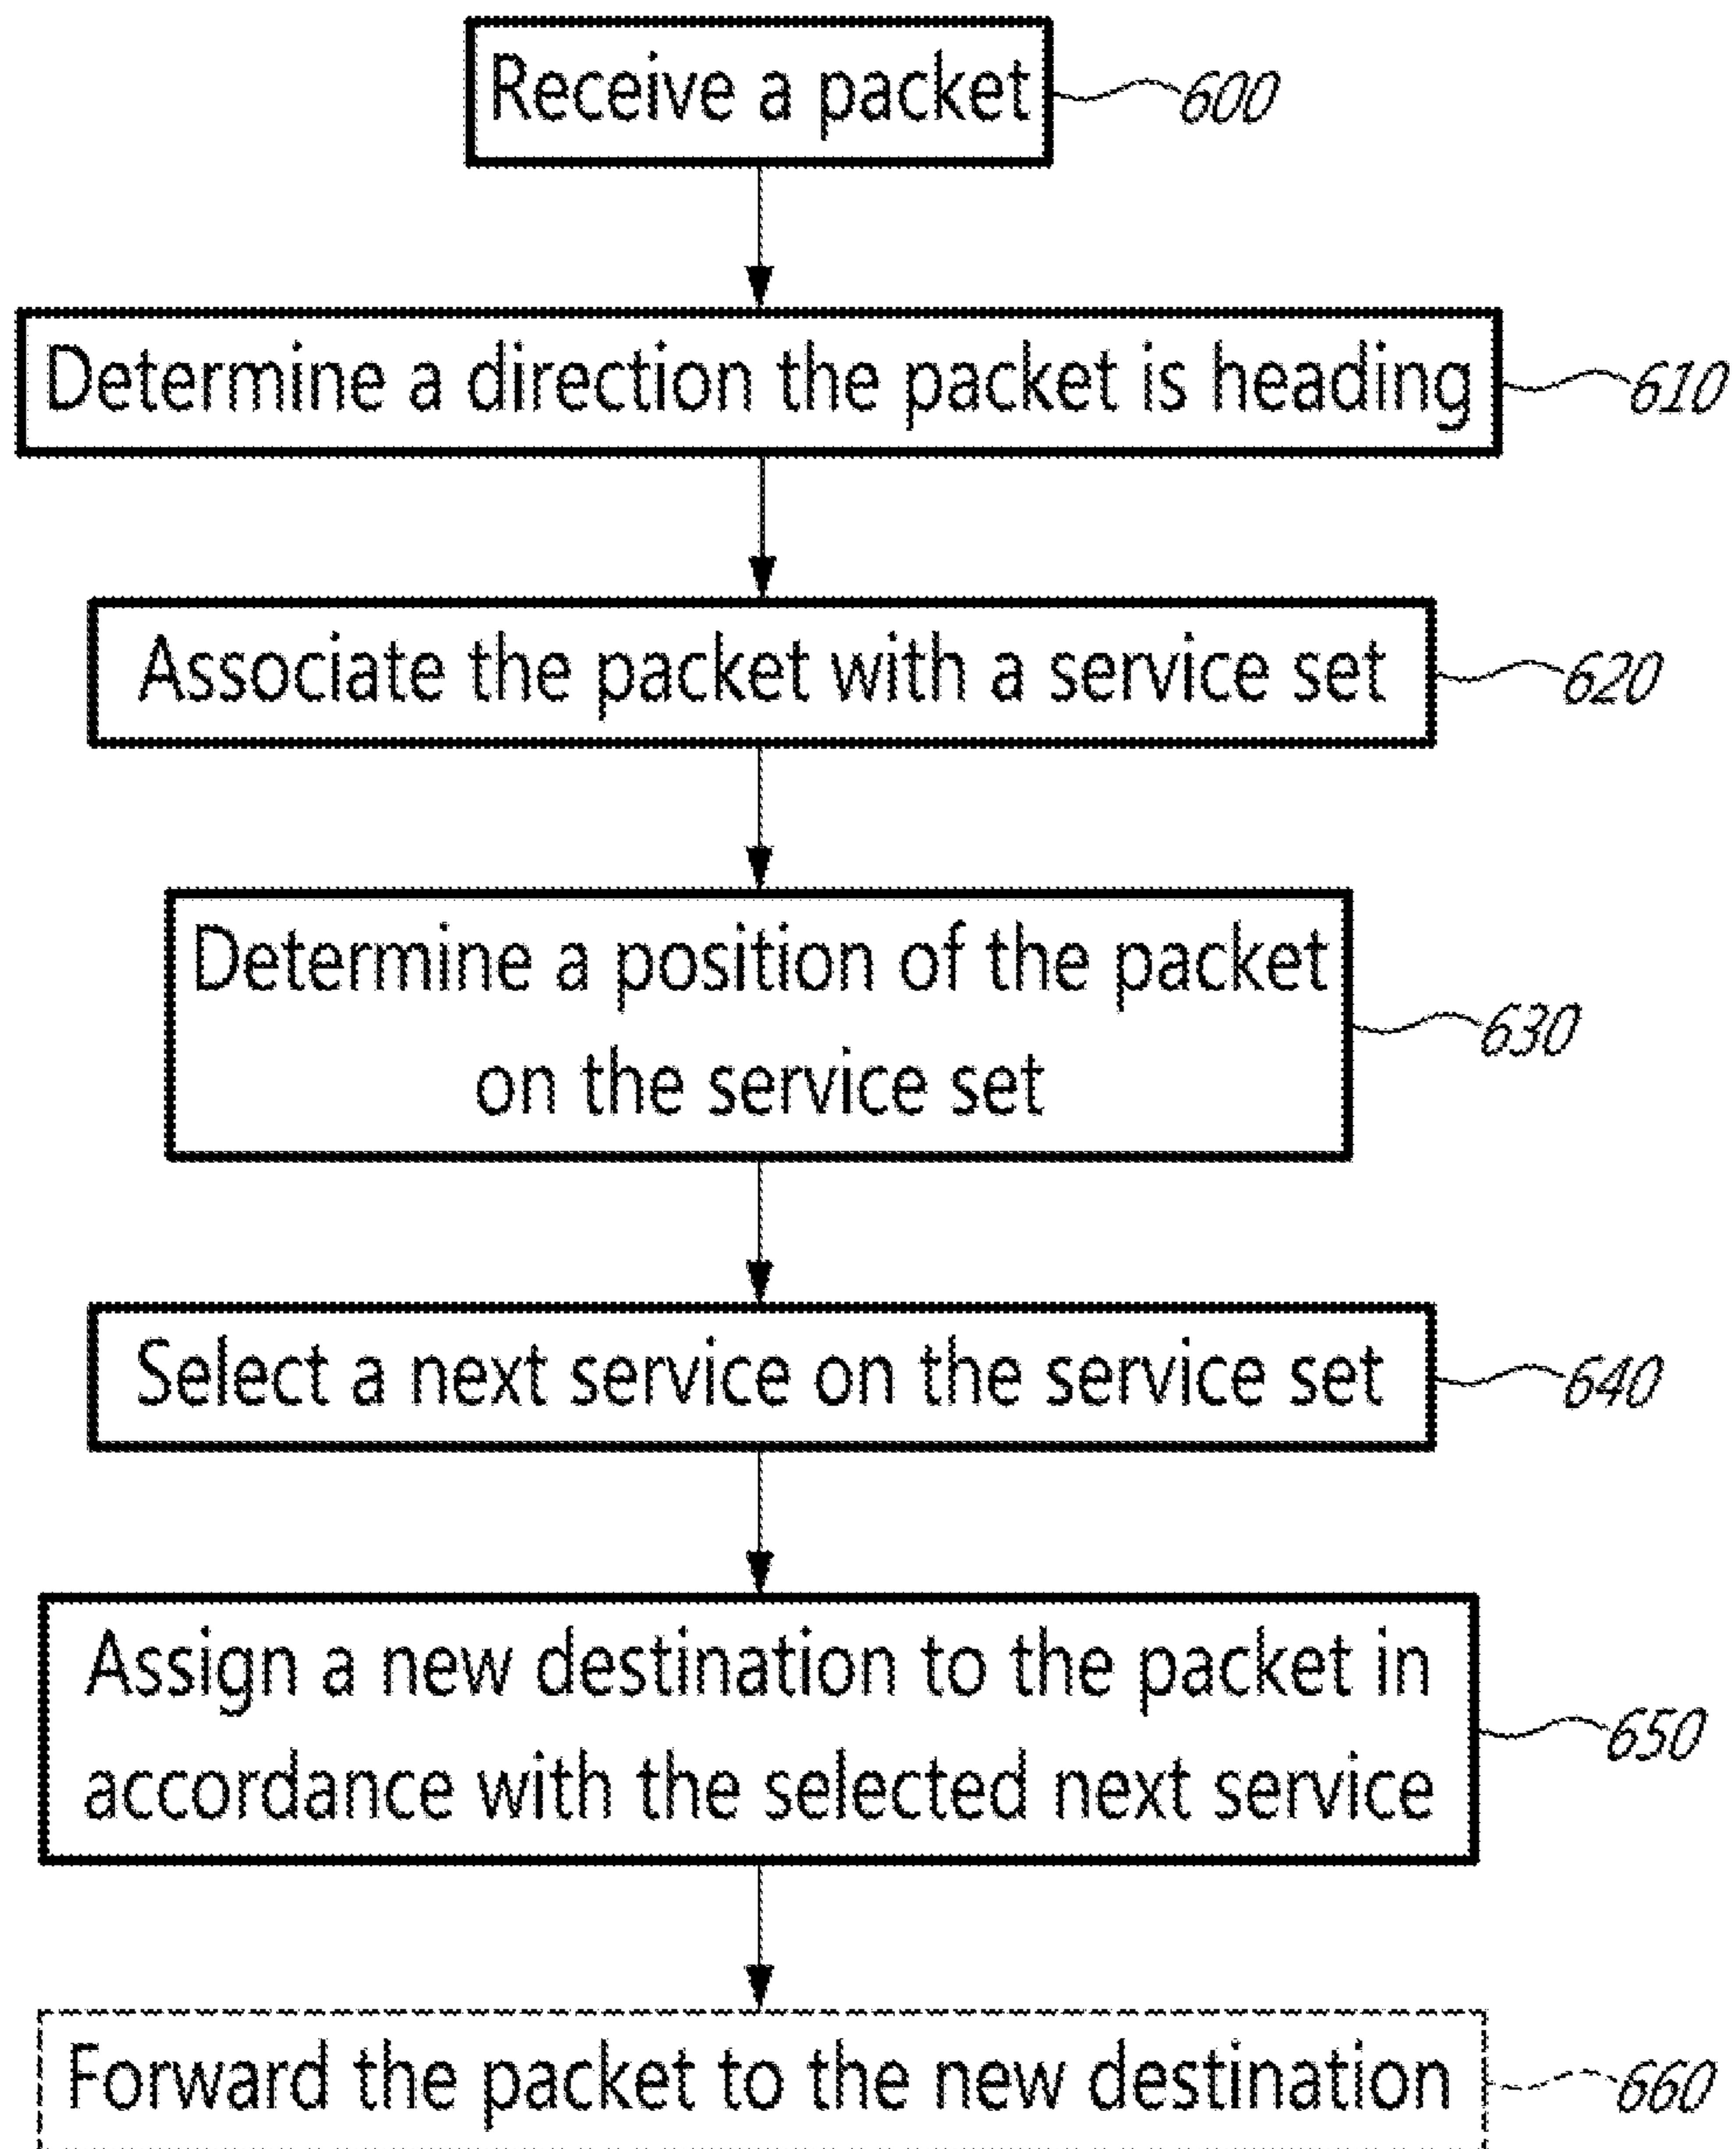 Receive a packet
600
Determine a direction the packet is heading
610
Associate the packet with a service set
620
Determine a position of the packet
on the service set
630
Select a next service on the service set
640
Assign a new destination to the packet in
accordance with the selected next service
650
Forward the packet to the new destination
660